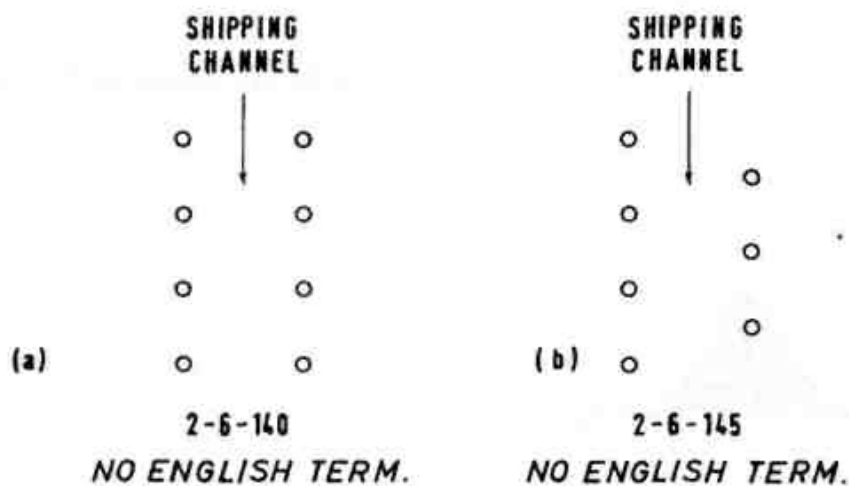 SHIPPING
CHANNEL
(a)
2-6-140
NO ENGLISH TERM.
SHIPPING
CHANNEL
(b)
2-6-145
NO ENGLISH TERM.